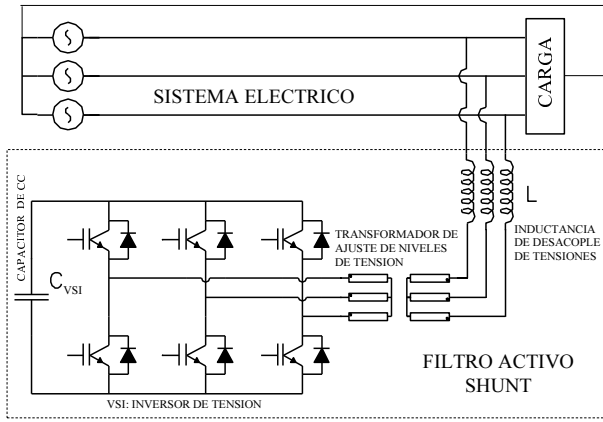 SISTEMA ELECTRICO
CARGA
CAPACITOR DE CC
C VSI
TRANSFORMADOR DE
AJUSTE DE NIVELES
DE TENSION
L
INDUCTANCIA
DE DESACOPLE
DE TENSIONES
FILTRO ACTIVO
SHUNT
VSI: INVERSOR DE TENSION